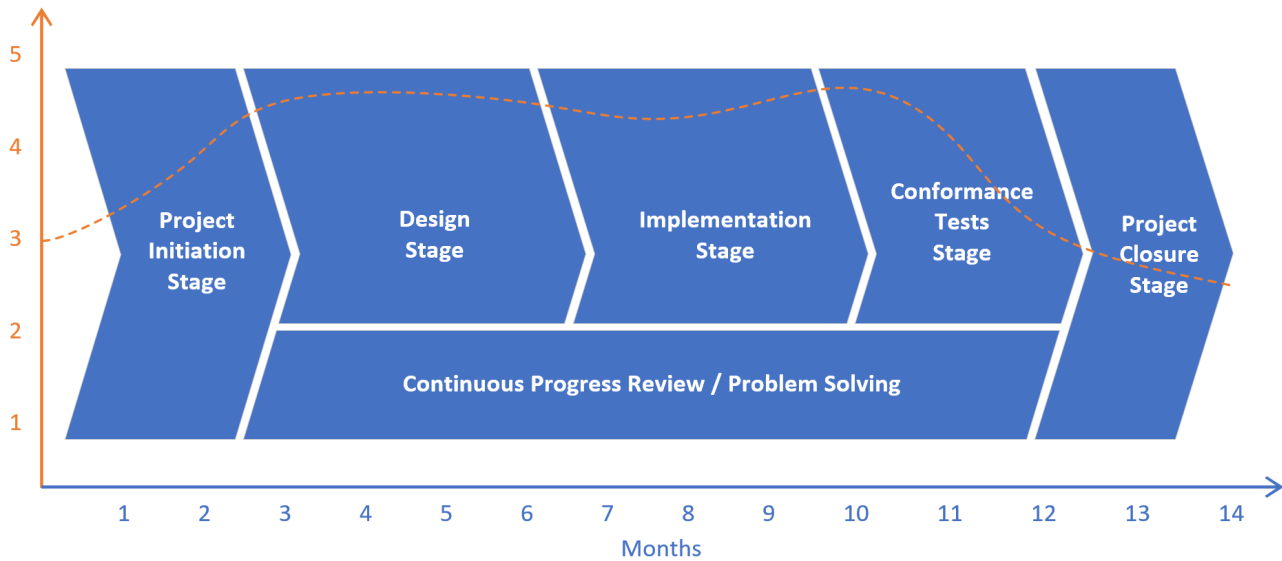 5
4
3
2
1
Project
Initiation
Stage
Design
Stage
Implementation
Stage
Conformance
Tests
Stage
Project
Closure
Stage
Continuous Progress Review / Problem Solving
1 2 3 4 5 6 7 8 9 10 11 12 13 14
Months